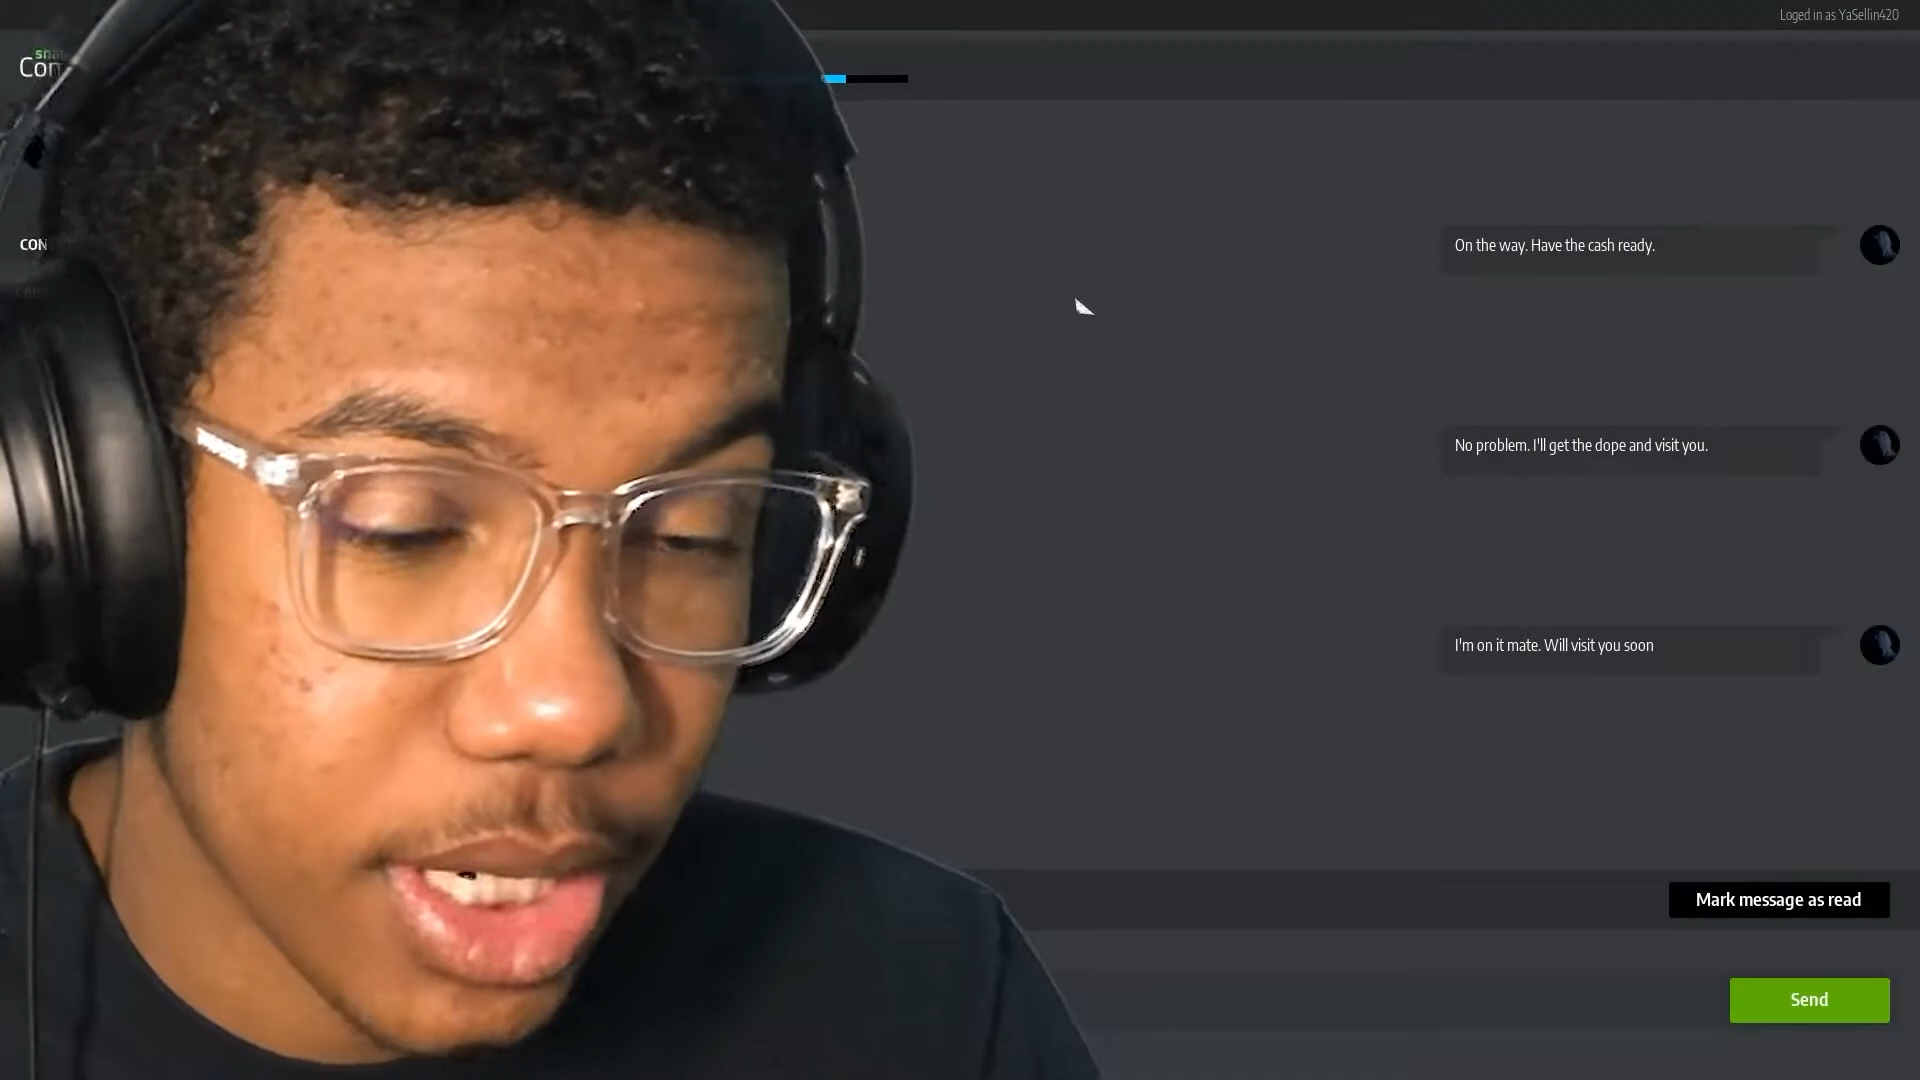 Loged in as YaSellin420
On the way. Have the cash ready.
No problem. I'll get the dope and visit you.
I'm on it mate. Will visit you soon
Mark message as read
Send